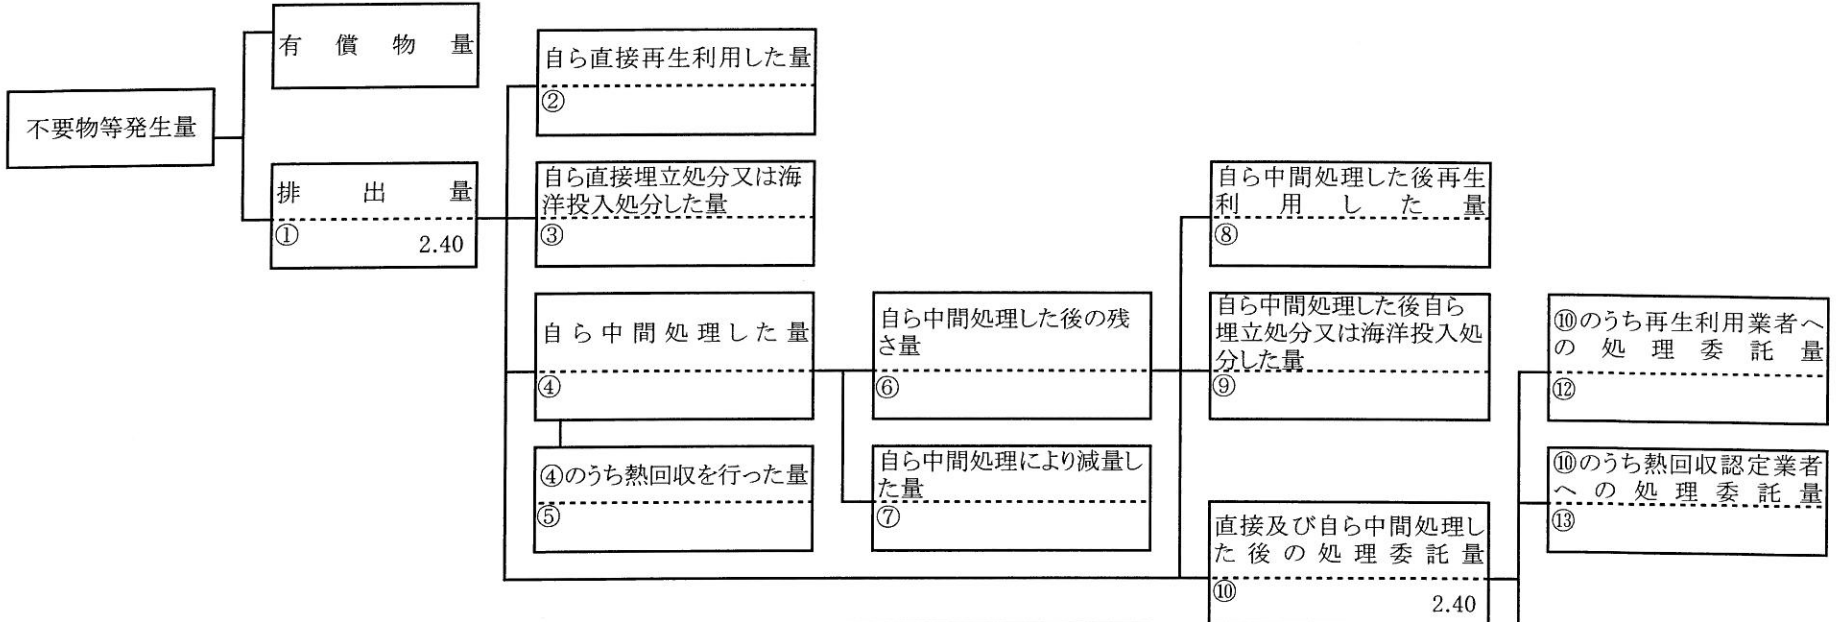 有償物量
不要物等発生量
排出量
①
2.40
自ら直接再生利用した量
②
自ら直接埋立処分又は海
洋投入処分した量
③
自ら中間処理した量
④
④のうち熱回収を行った量
⑤
自ら中間処理した後の残
さ量
⑥
自ら中間処理により減量し
た量
⑦
自ら中間処理した後再生
利用した量
⑧
自ら中間処理した後自ら
埋立処分又は海洋投入処
分した量
⑨
直接及び自ら中間処理し
た後の処理委託量
⑩
2.40
⑩のうち再生利用業者へ
の処理委託量
⑫
⑩のうち熱回収認定業者
への処理委託量
⑬